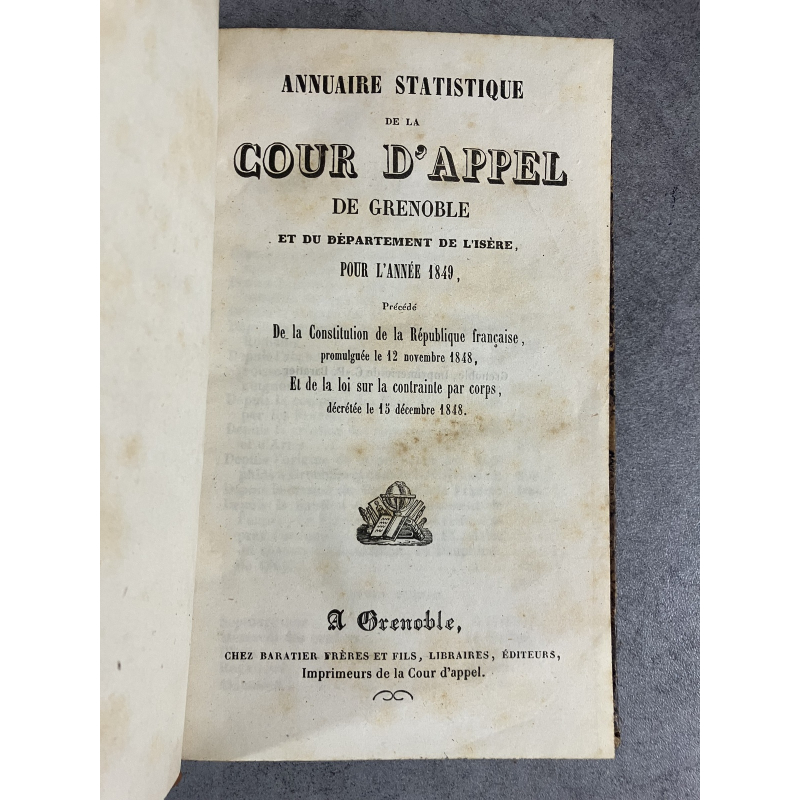 ANNUAIRE STATISTIQUE
DE LA
COUR D'APPEL
DE GRENOBLE
ET DU DÉPARTEMENT DE L'ISÈRE,
POUR L'ANNÉE 1849,
Précédé
De la Constitution de la République française,
promulguée le 12 novembre 1848,
Et de la loi sur la contrainte par corps,
décrétée le 15 décembre 1848.
A Grenoble,
CHEZ BARATIER FRÈRES ET FILS, LIBRAIRES, ÉDITEURS,
Imprimeurs de la Cour d'appel.